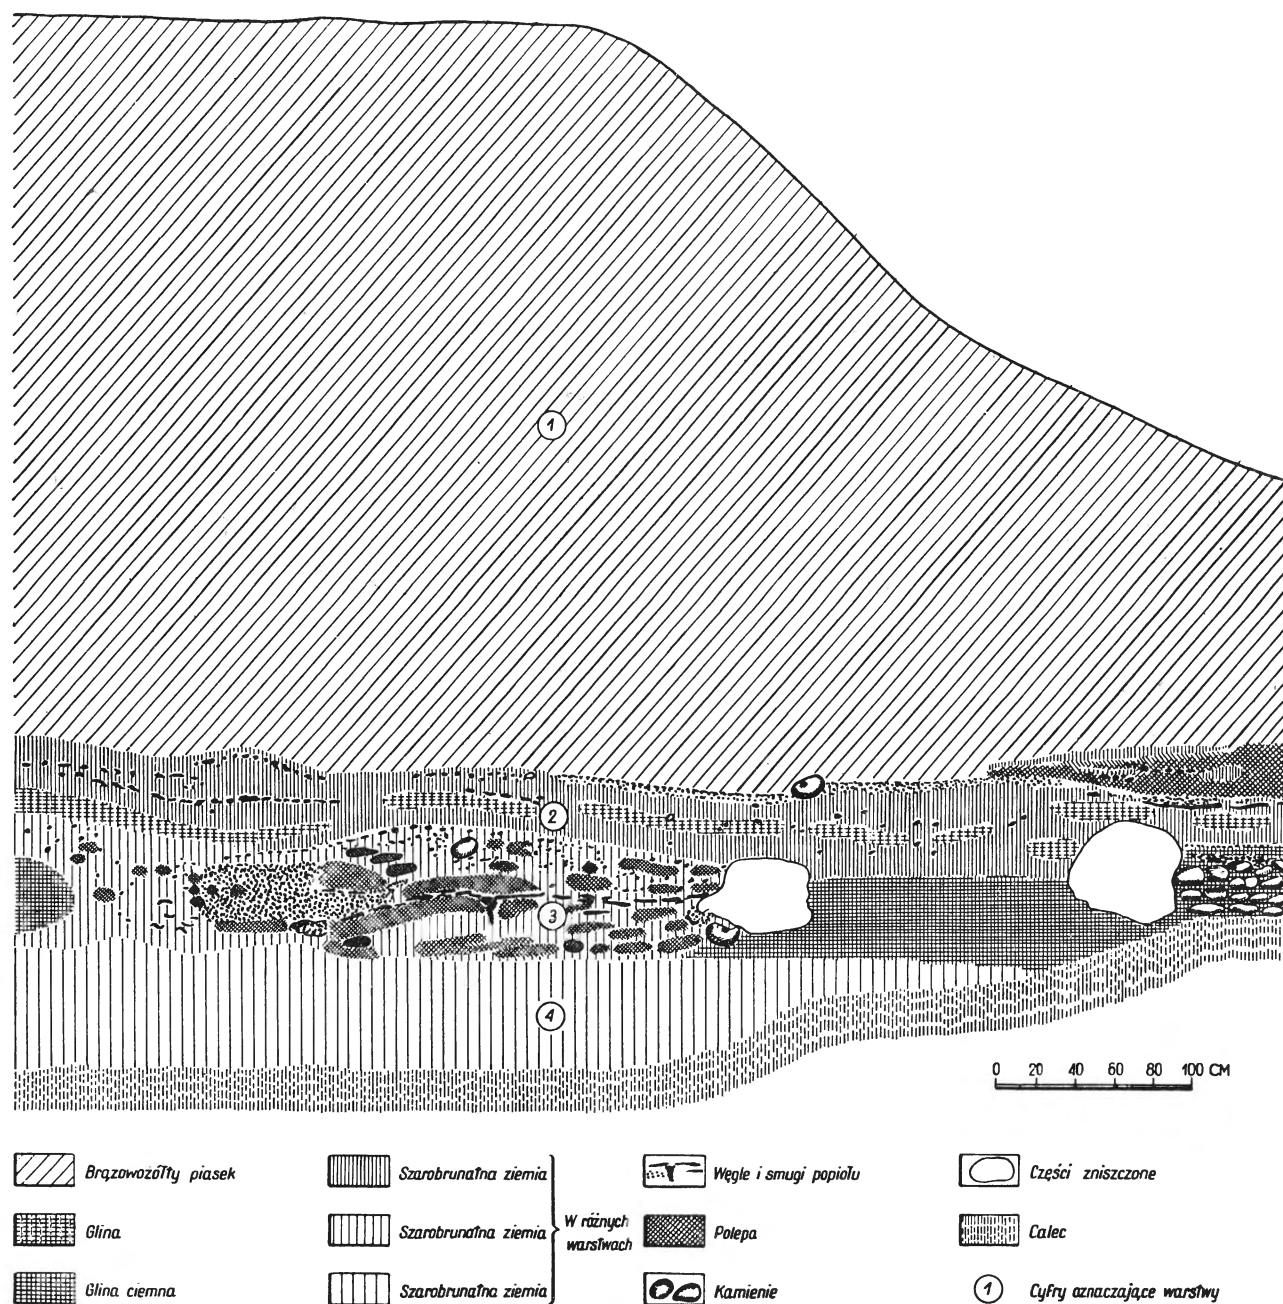 1
2
3
4
0 20 40 60 80 100 CM
Brązowożółty piasek
Glina
Glina ciemna
Szarobrunatna ziemia
Szarobrunatna ziemia
Szarobrunatna ziemia
W różnych
warstwach
Węgle i smugi popiołu
Polepa
Kamienie
Części zniszczone
Calec
1 Cyfry oznaczające warstwy